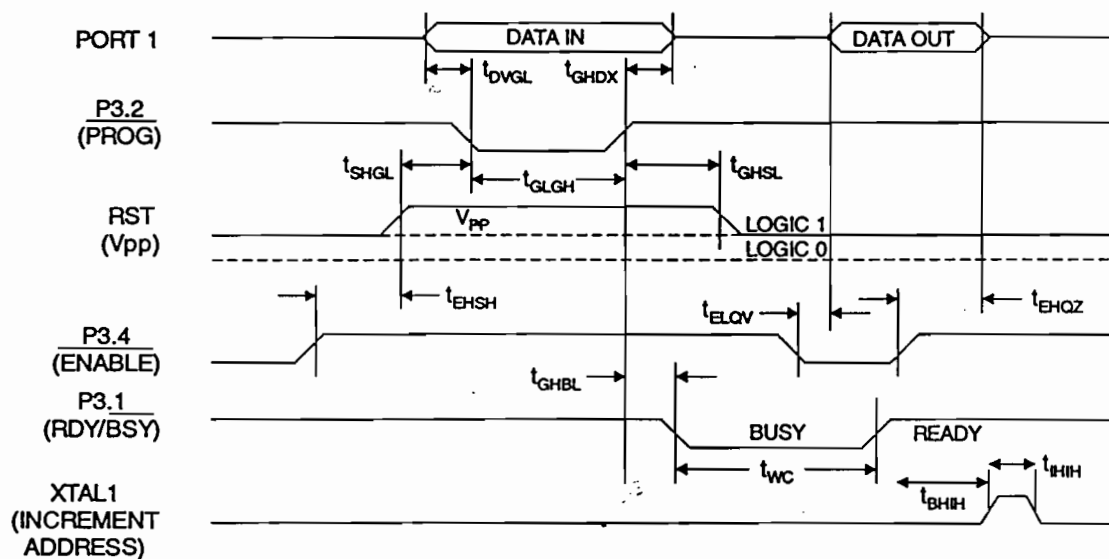 PORT 1
DATA IN
DATA OUT
tDVGL
tGHDX
P3.2
(PROG)
tSHGL
tGLGH
tGHSL
RST
(Vpp)
VPP
LOGIC 1
LOGIC 0
tEHSH
tELQV
tEHQZ
P3.4
(ENABLE)
tGHBL
P3.1
(RDY/BSY)
BUSY
READY
tWC
tIHIH
tBHIH
XTAL1
(INCREMENT
ADDRESS)